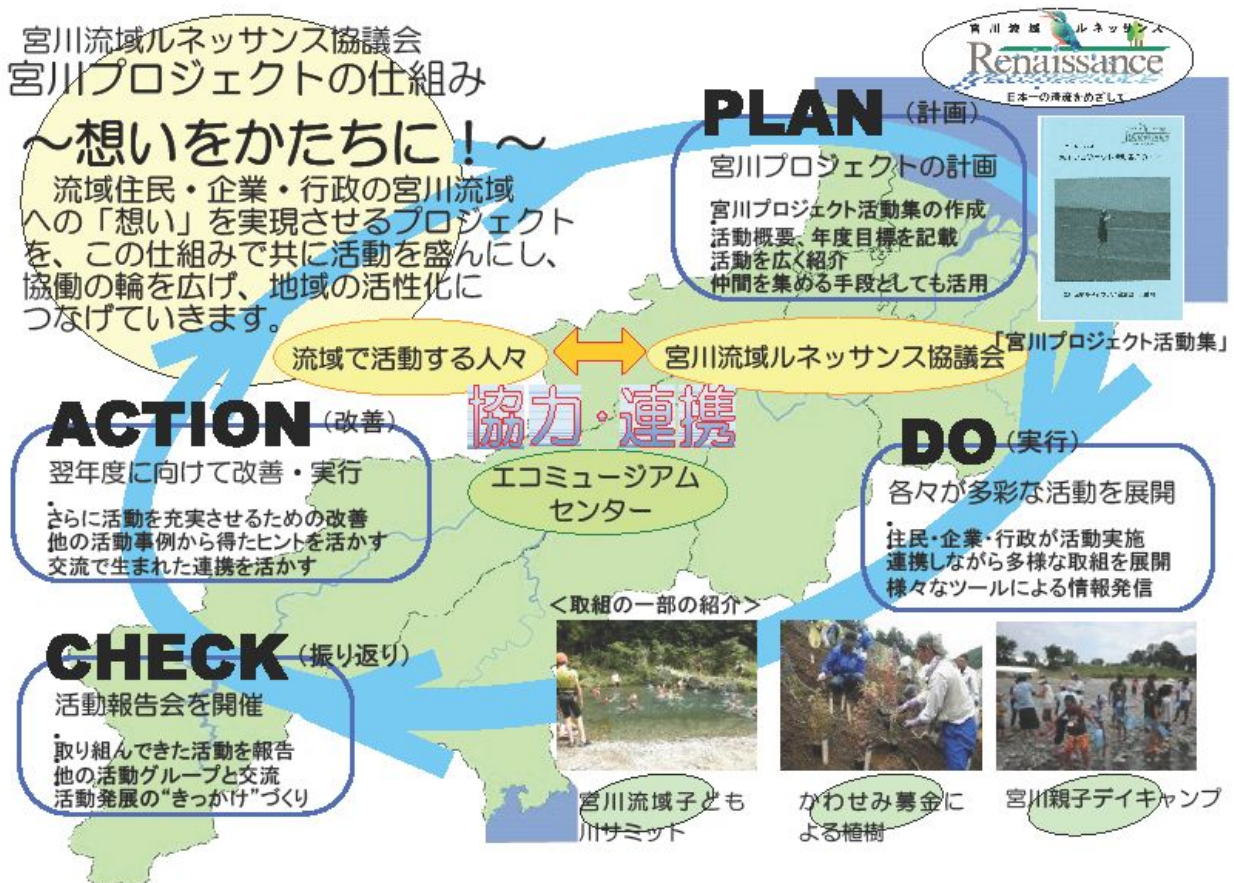 宮川流域ルネッサンス協議会
宮川プロジェクトの仕組み
～想いをかたちに！～
流域住民・企業・行政の宮川流域
への「想い」を実現させるプロジェクト
を、この仕組みで共に活動を盛んにし、
協働の輪を広げ、地域の活性化に
つなげていきます。
宮川流域ルネッサンス
Renaissance
日本一の清流をめざして
PLAN（計画）
宮川プロジェクトの計画
・宮川プロジェクト活動集の作成
・活動概要、年度目標を記載
・活動を広く紹介
・仲間を集める手段としても活用
「宮川プロジェクト活動集」
流域で活動する人々
宮川流域ルネッサンス協議会
協力・連携
エコミュージアム
センター
DO（実行）
各々が多彩な活動を展開
・住民・企業・行政が活動実施
・連携しながら多様な取組を展開
・様々なツールによる情報発信
ACTION（改善）
翌年度に向けて改善・実行
・さらに活動を充実させるための改善
・他の活動事例から得たヒントを活かす
・交流で生まれた連携を活かす
CHECK（振り返り）
活動報告会を開催
・取り組んできた活動を報告
・他の活動グループと交流
・活動発展の“きっかけ”づくり
＜取組の一部の紹介＞
宮川流域子ども
川サミット
かわせみ募金に
よる植樹
宮川親子デイキャンプ